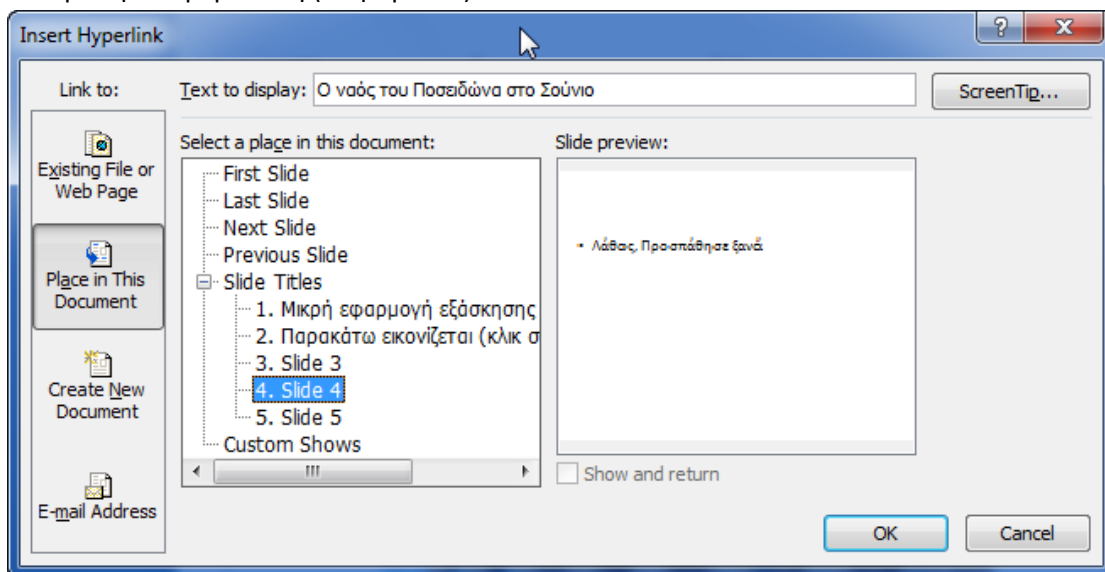 Insert Hyperlink
Link to:
Text to display: Ο ναός του Ποσειδώνα στο Σούνιο
ScreenTip...
Existing File or
Web Page
Place in This
Document
Create New
Document
E-mail Address
Select a place in this document:
First Slide
Last Slide
Next Slide
Previous Slide
Slide Titles
1. Μικρή εφαρμογή εξάσκησης
2. Παρακάτω εικονίζεται (κλικ σ
3. Slide 3
4. Slide 4
5. Slide 5
Custom Shows
Slide preview:
• Λάθος, Προσπάθησε ξανά
Show and return
OK
Cancel